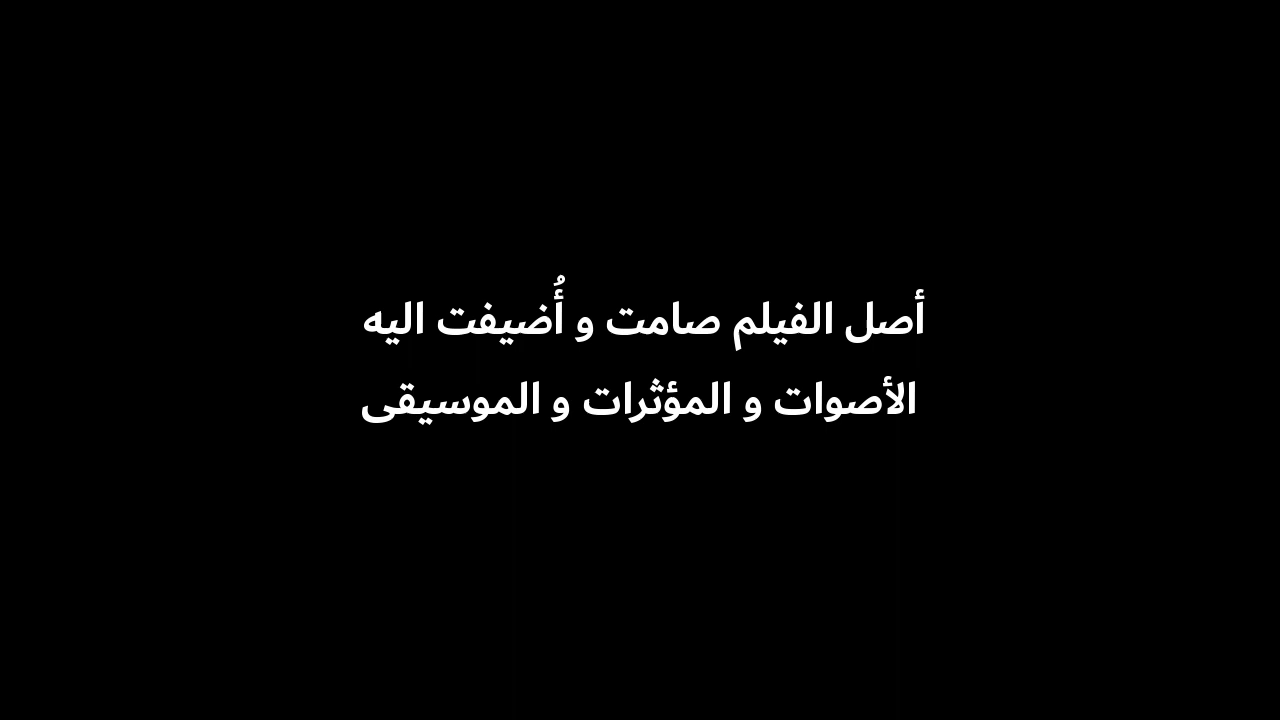 أصل الفيلم صامت و أُضيفت اليه
الأصوات و المؤثرات و الموسيقى